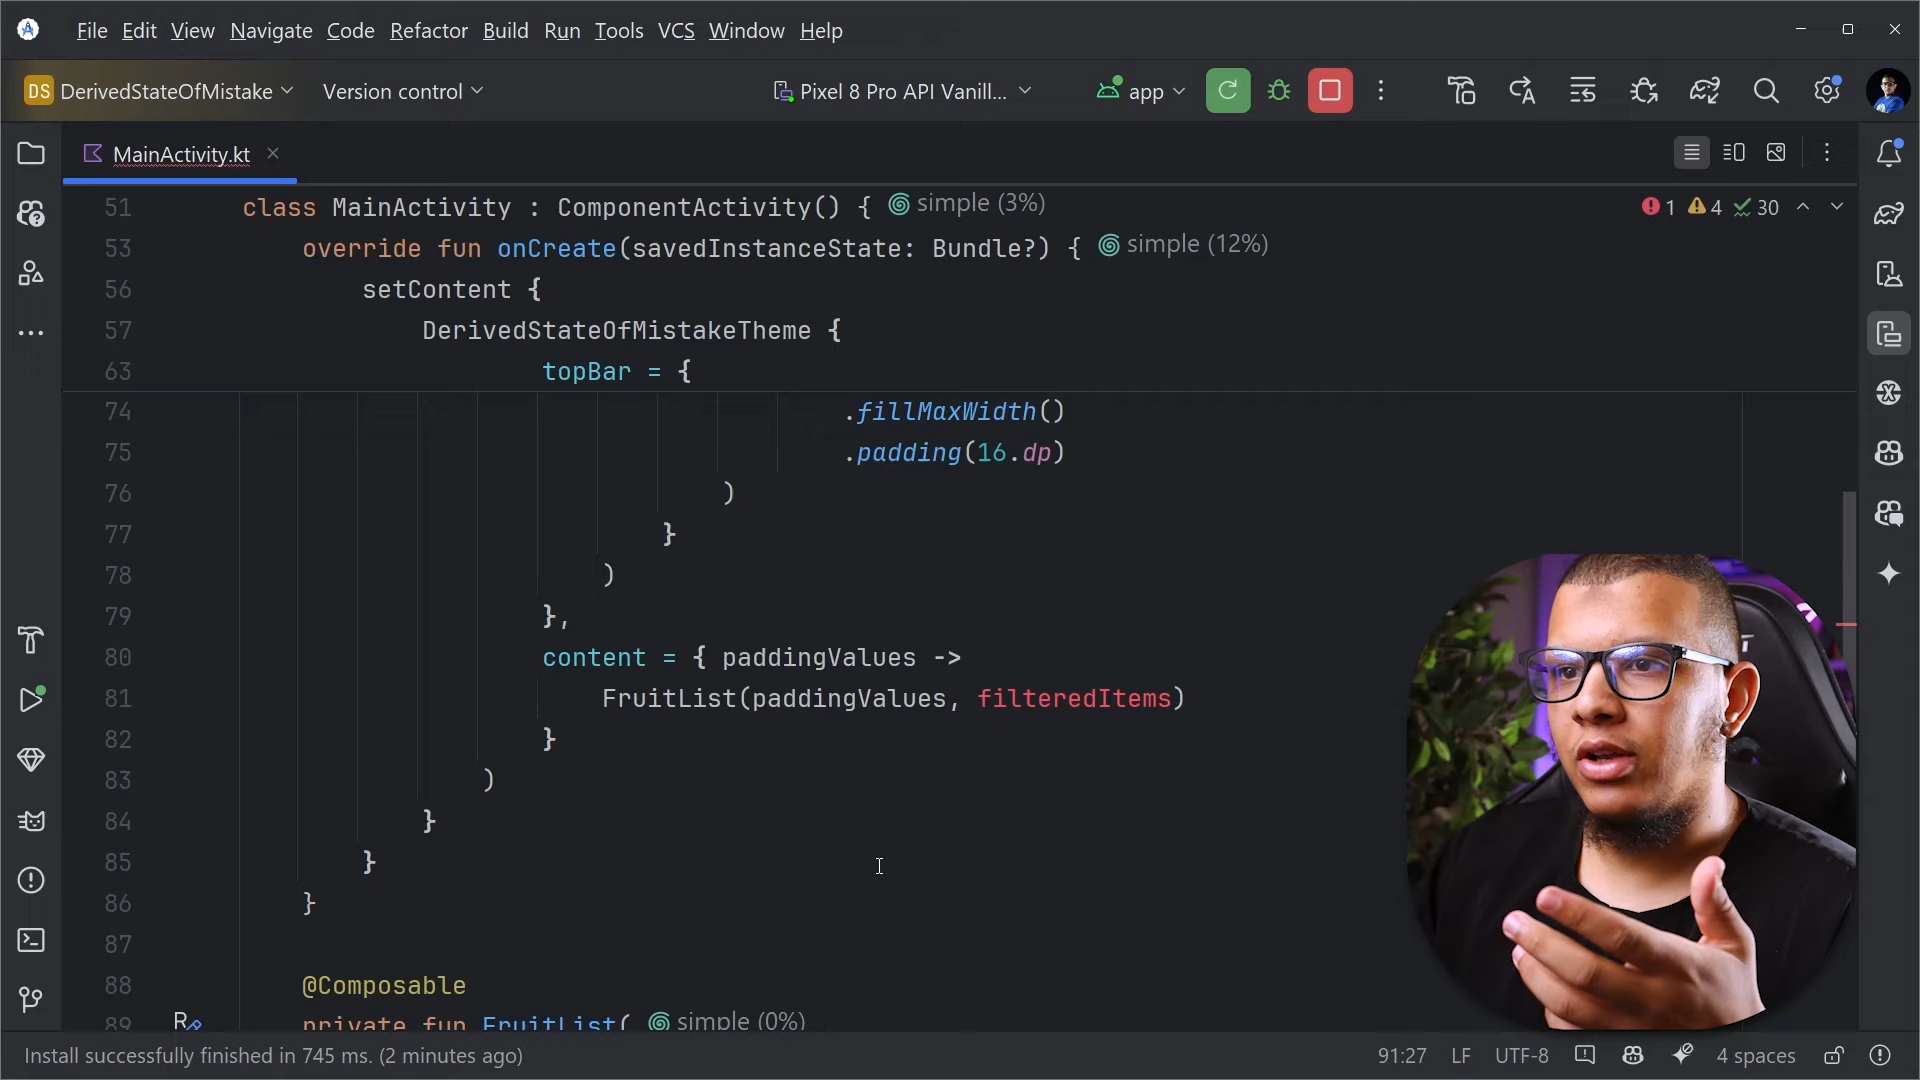 File Edit View Navigate Code Refactor Build Run Tools VCS Window Help
DS DerivedStateOfMistake Version control Pixel 8 Pro API Vanill... app
MainActivity.kt
51 class MainActivity : ComponentActivity() { simple (3%)
1 4 30
53 override fun onCreate(savedInstanceState: Bundle?) { simple (12%)
56 setContent {
57 DerivedStateOfMistakeTheme {
63 topBar = {
74 .fillMaxWidth()
75 .padding(16.dp)
76 )
77 }
78 )
79 },
80 content = { paddingValues ->
81 FruitList(paddingValues, filteredItems)
82 }
83 )
84 }
85 }
86 }
87
88 @Composable
89 private fun FruitList( simple (0%)
Install successfully finished in 745 ms. (2 minutes ago) 91:27 LF UTF-8 4 spaces